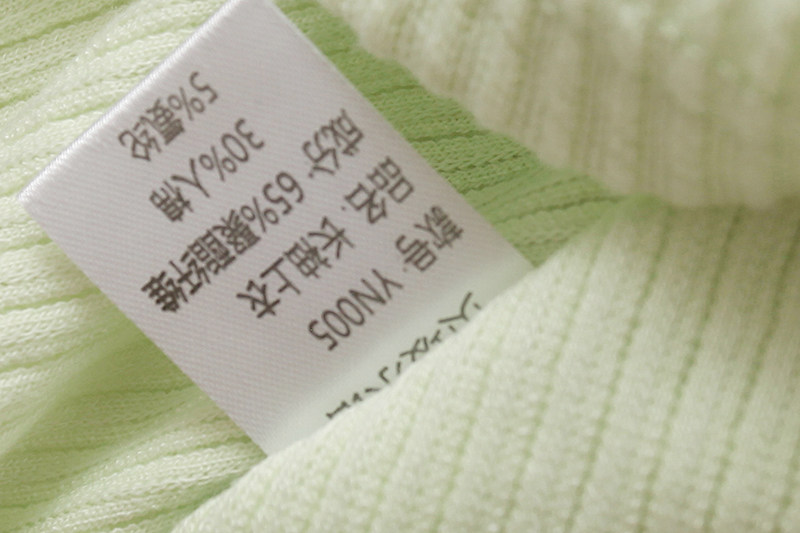 款号: YN005
品名: 长袖上衣
成分: 65%聚酯纤维
30%人棉
5%氨纶